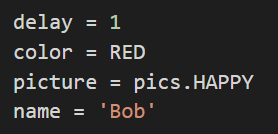 delay = 1
color = RED
picture = pics.HAPPY
name = 'Bob'